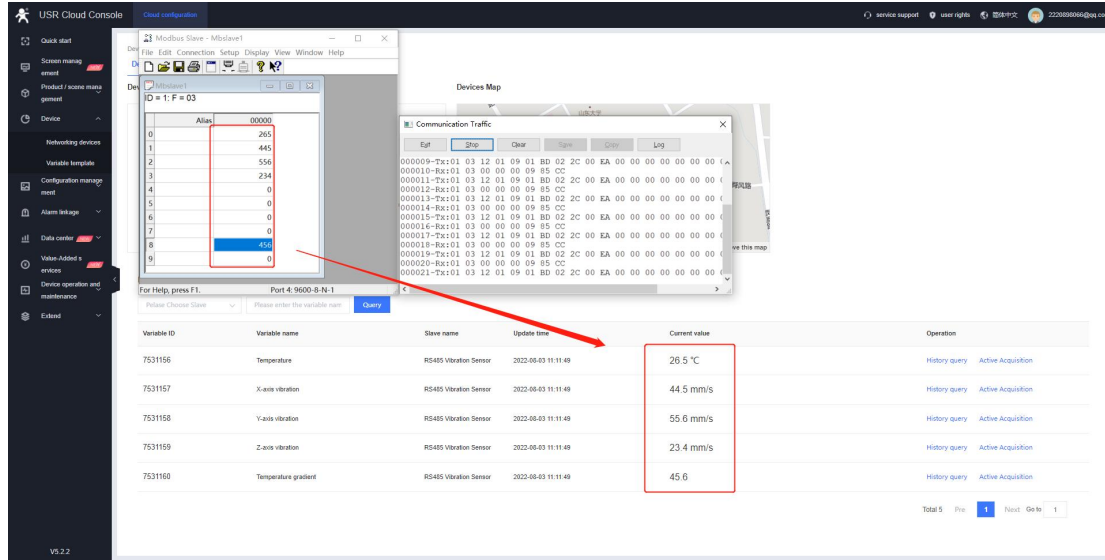 USR Cloud Console
Cloud configuration
service support
user rights
简体中文
2220898066@qq.co
Quick start
Screen manag
ement
Product / scene mana
gement
Device
Networking devices
Variable template
Configuration manage
ment
Alarm linkage
Data center
Value-Added s
ervices
Device operation and
maintenance
Extend
V5.2.2
Modbus Slave - Mbslave1
File Edit Connection Setup Display View Window Help
Mbslave1
ID = 1: F = 03
Alias 00000
0 265
1 445
2 556
3 234
4 0
5 0
6 0
7 0
8 456
9 0
For Help, press F1. Port 4: 9600-8-N-1
Devices Map
ve this map
Communication Traffic
Exit Stop Clear Save Copy Log
000009-Tx:01 03 12 01 09 01 BD 02 2C 00 EA 00 00 00 00 00 00 00
000010-Rx:01 03 00 00 00 09 85 CC
000011-Tx:01 03 12 01 09 01 BD 02 2C 00 EA 00 00 00 00 00 00 00
000012-Rx:01 03 00 00 00 09 85 CC
000013-Tx:01 03 12 01 09 01 BD 02 2C 00 EA 00 00 00 00 00 00 00
000014-Rx:01 03 00 00 00 09 85 CC
000015-Tx:01 03 12 01 09 01 BD 02 2C 00 EA 00 00 00 00 00 00 00
000016-Rx:01 03 00 00 00 09 85 CC
000017-Tx:01 03 12 01 09 01 BD 02 2C 00 EA 00 00 00 00 00 00 00
000018-Rx:01 03 00 00 00 09 85 CC
000019-Tx:01 03 12 01 09 01 BD 02 2C 00 EA 00 00 00 00 00 00 00
000020-Rx:01 03 00 00 00 09 85 CC
000021-Tx:01 03 12 01 09 01 BD 02 2C 00 EA 00 00 00 00 00 00 00
Pelase Choose Slave
Please enter the variable nam
Query
Variable ID Variable name Slave name Update time Current value Operation
7531156 Temperature RS485 Vibration Sensor 2022-08-03 11:11:49 26.5 ℃ History query Active Acquisition
7531157 X-axis vibration RS485 Vibration Sensor 2022-08-03 11:11:49 44.5 mm/s History query Active Acquisition
7531158 Y-axis vibration RS485 Vibration Sensor 2022-08-03 11:11:49 55.6 mm/s History query Active Acquisition
7531159 Z-axis vibration RS485 Vibration Sensor 2022-08-03 11:11:49 23.4 mm/s History query Active Acquisition
7531160 Temperature gradient RS485 Vibration Sensor 2022-08-03 11:11:49 45.6 History query Active Acquisition
Total 5 Pre 1 Next Go to 1